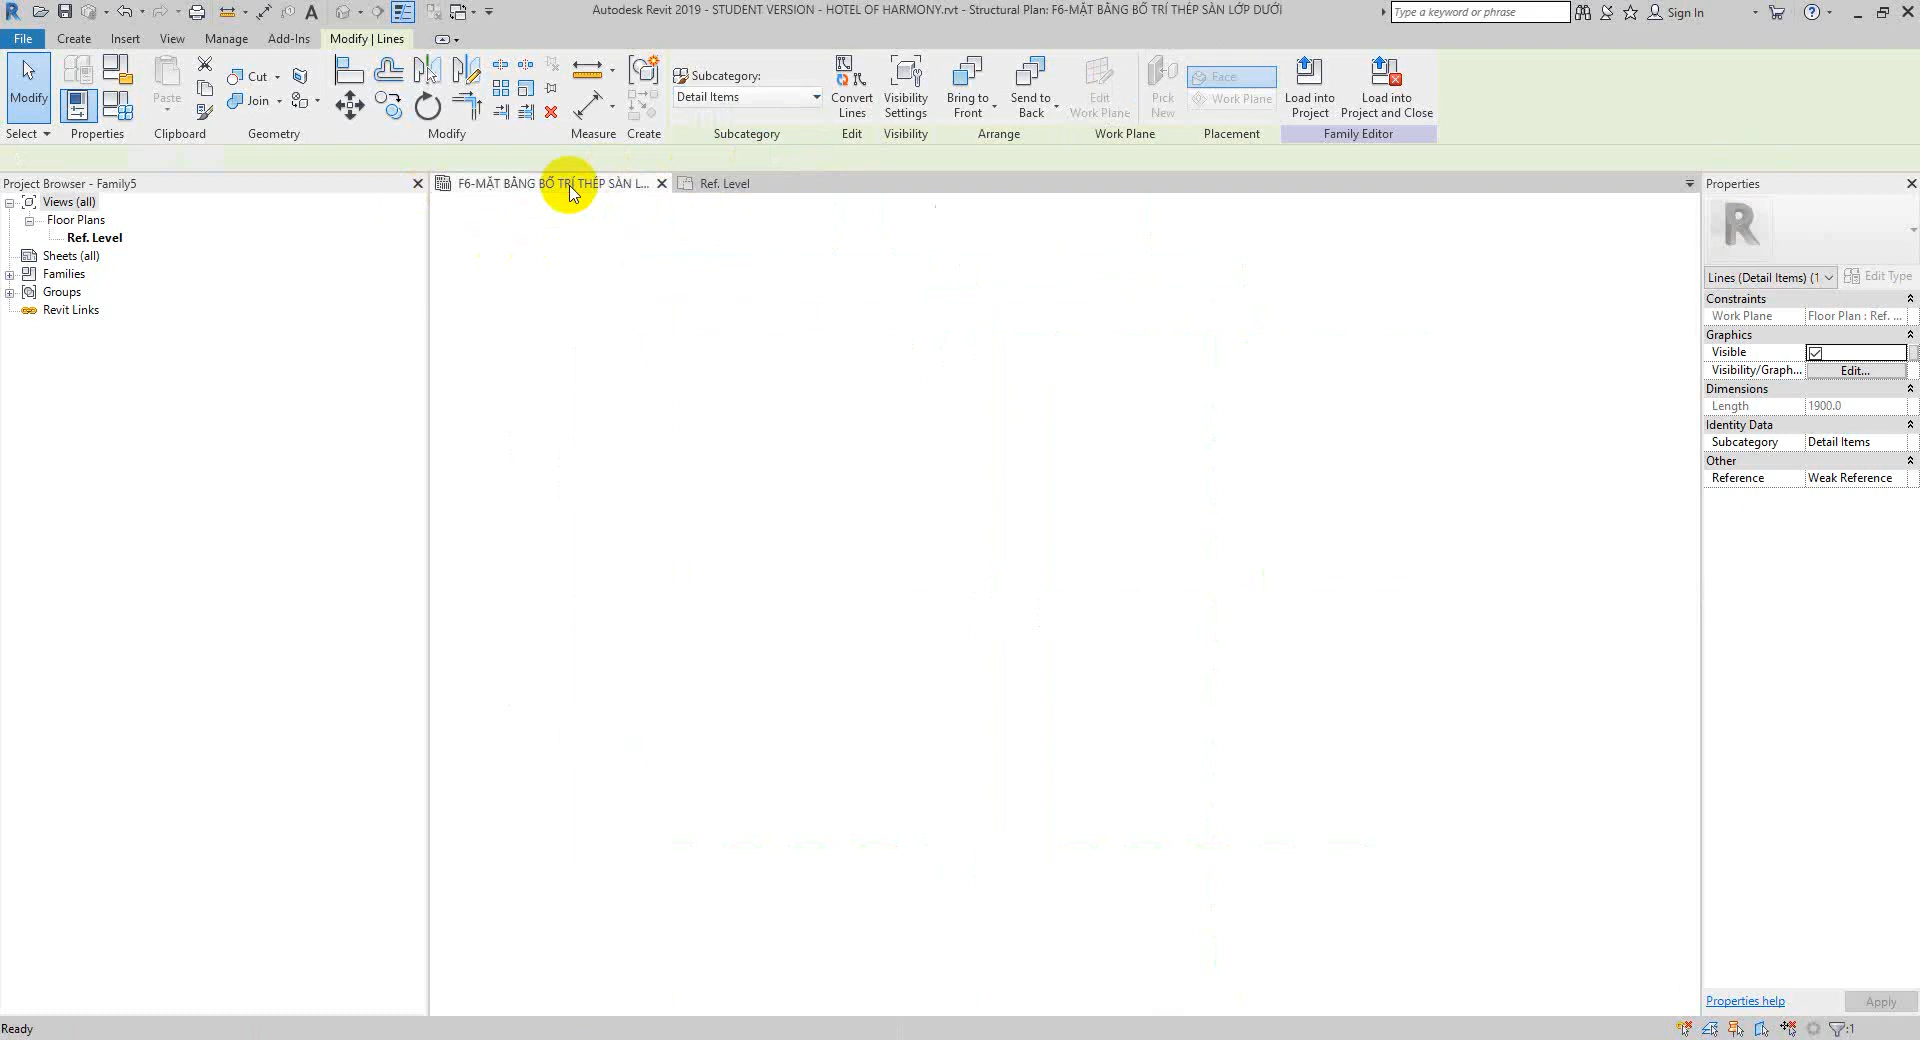 Autodesk Revit 2019 - STUDENT VERSION - HOTEL OF HARMONY.rvt - Structural Plan: F6-MẶT BẰNG BỐ TRÍ THÉP SÀN LỚP DƯỚI
Type a keyword or phrase
Sign In
File Create Insert View Manage Add-Ins Modify | Lines
Modify
Paste
Cut
Join
Subcategory:
Detail Items
Convert Lines
Visibility Settings
Bring to Front
Send to Back
Edit Work Plane
Pick New
Face
Work Plane
Load into Project
Load into Project and Close
Select Properties Clipboard Geometry Modify Measure Create Subcategory Edit Visibility Arrange Work Plane Placement Family Editor
Project Browser - Family5
F6-MẶT BẰNG BỐ TRÍ THÉP SÀN L...
Ref. Level
Properties
Views (all)
Floor Plans
Ref. Level
Sheets (all)
Families
Groups
Revit Links
R
Lines (Detail Items) (1
Edit Type
Constraints
Work Plane Floor Plan : Ref. ...
Graphics
Visible
Visibility/Graph... Edit...
Dimensions
Length 1900.0
Identity Data
Subcategory Detail Items
Other
Reference Weak Reference
Properties help
Apply
Ready
:1